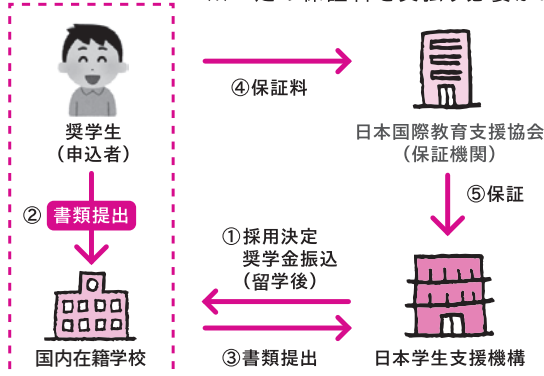 ④保証料
奨学生
（申込者）
日本国際教育支援協会
（保証機関）
② 書類提出
⑤保証
①採用決定
奨学金振込
（留学後）
国内在籍学校
③書類提出
日本学生支援機構